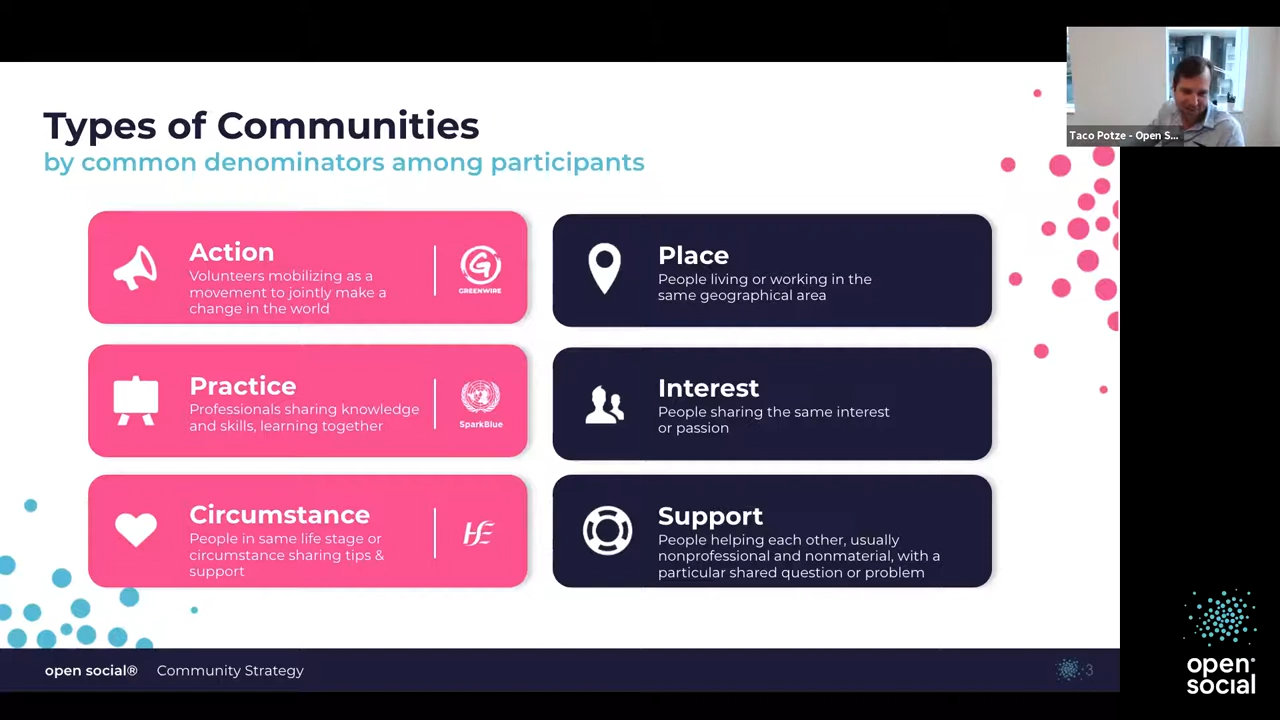 Types of Communities
by common denominators among participants
Action
Volunteers mobilizing as a
movement to jointly make a
change in the world
GREENWIRE
Place
People living or working in the
same geographical area
Practice
Professionals sharing knowledge
and skills, learning together
SparkBlue
Interest
People sharing the same interest
or passion
Circumstance
People in same life stage or
circumstance sharing tips &
support
HSE
Support
People helping each other, usually
nonprofessional and nonmaterial, with a
particular shared question or problem
open social® Community Strategy
3
Taco Potze - Open S...
open
social